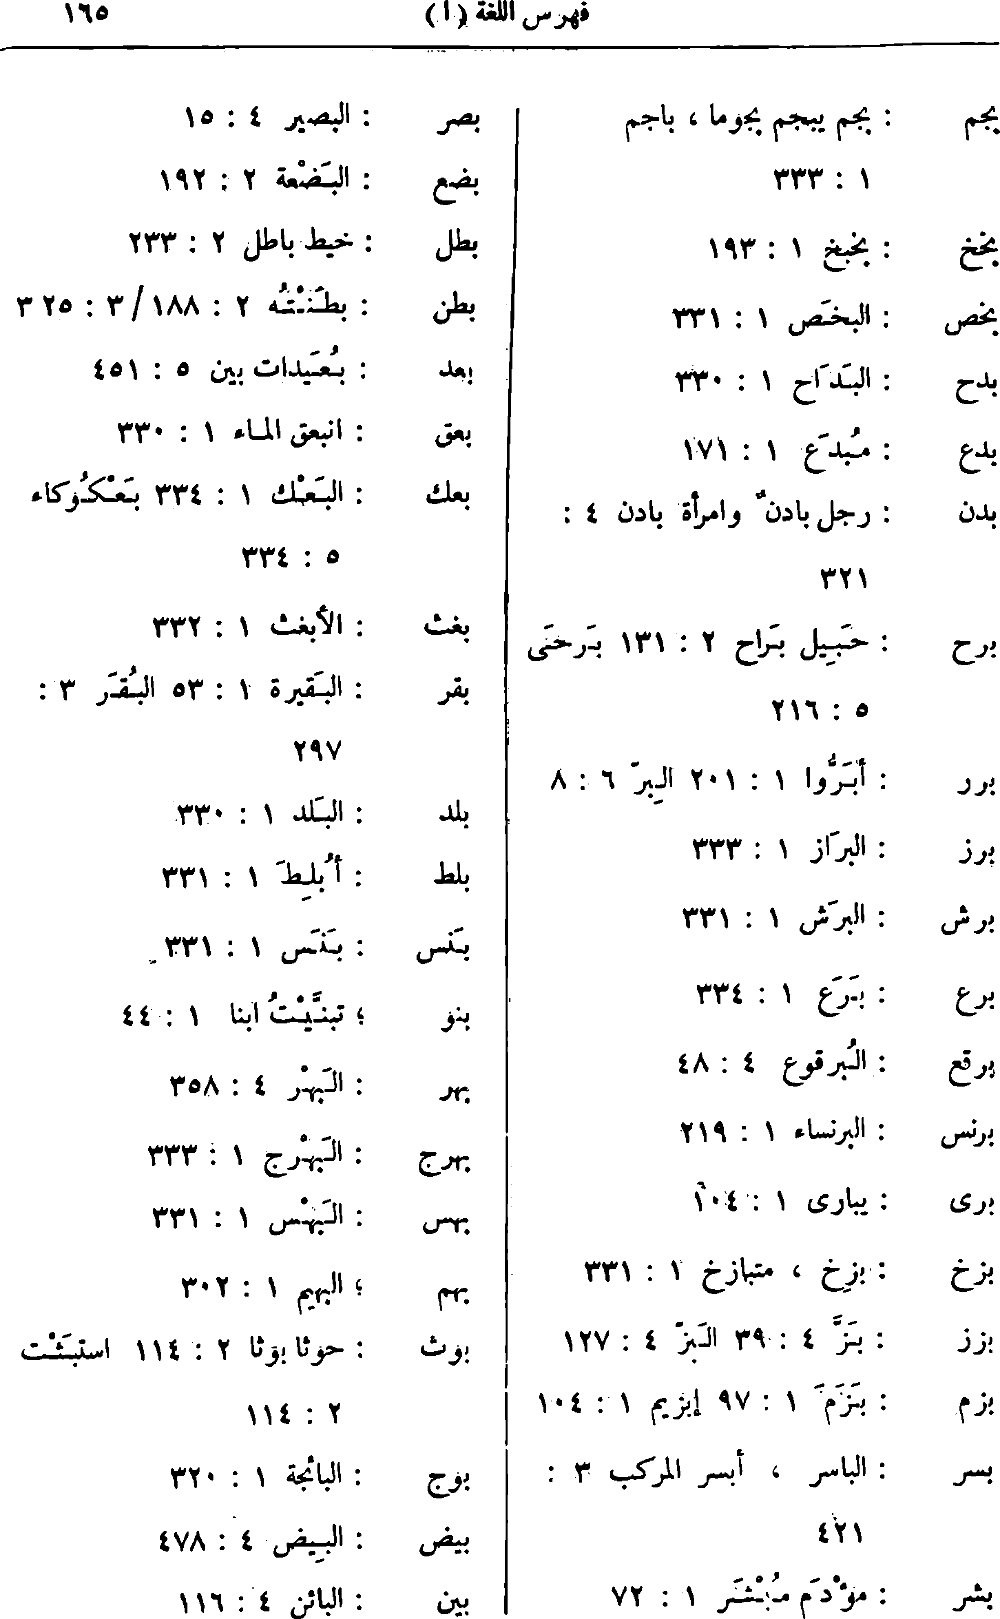 فهرس اللغة (أ) ١٦٥
بجم : بجم يبجم بجوما ، باجم
١ : ٣٣٣
بخخ : بخبخ ١ : ١٩٣
بخص : البخَص ١ : ٣٣١
بدح : البَدَاح ١ : ٣٣٠
بدع : مُبدَع ١ : ١٧١
بدن : رجل بادنٌ وامرأة بادن ٤ :
٣٢١
برح : حَبِيل بَراح ٢ : ١٣١ بَرحَى
٥ : ٢١٦
برر : أبَرُّوا ١ : ٢٠١ البِرّ ٦ : ٨
برز : البرَاز ١ : ٣٣٣
برش : البرَش ١ : ٣٣١
برع : بَرَع ١ : ٣٣٤
برقع : البُرقوع ٤ : ٤٨
برنس : البرنساء ١ : ٢١٩
برى : يبارى ١ : ١٠٤
بزخ : بزِخ ، متبازخ ١ : ٣٣١
بزز : بَزَّ ٤ : ٣٩ البَزّ ٤ : ١٢٧
بزم : بَزَمَ ١ : ٩٧ إبزيم ١ : ١٠٤
بسر : الباسر ، أبسر المركب ٣ :
٤٢١
بشر : مؤْدَم مُبْشَر ١ : ٧٢
بصر : البصير ٤ : ١٥
بضع : البَضْعة ٢ : ١٩٢
بطل : خيط باطل ٢ : ٢٣٣
بطن : بطَنْتُه ٢ : ١٨٨ / ٣ : ٣٢٥
بعد : بُعَيدات بين ٥ : ٤٥١
بعق : انبعق الماء ١ : ٣٣٠
بعك : البَعْك ١ : ٣٣٤ بَعْكُوكاء
٥ : ٣٣٤
بغث : الأبغث ١ : ٣٣٢
بقر : البَقيرة ١ : ٥٣ البُقَر ٣ :
٢٩٧
بلد : البَلد ١ : ٣٣٠
بلط : أُبلِطَ ١ : ٣٣١
بَنس : بَنَس ١ : ٣٣١
بنو : تبنَّيْتُ ابنا ١ : ٤٤
بهر : البَهْر ٤ : ٣٥٨
بهرج : البَهْرج ١ : ٣٣٣
بهس : البَهْس ١ : ٣٣١
بهم : البهيم ١ : ٣٠٢
بوث : حوثا بوثا ٢ : ١١٤ استبَثْت
٢ : ١١٤
بوج : البائجة ١ : ٣٢٠
بيض : البِيض ٤ : ٤٧٨
بين : البائن ٤ : ١١٦